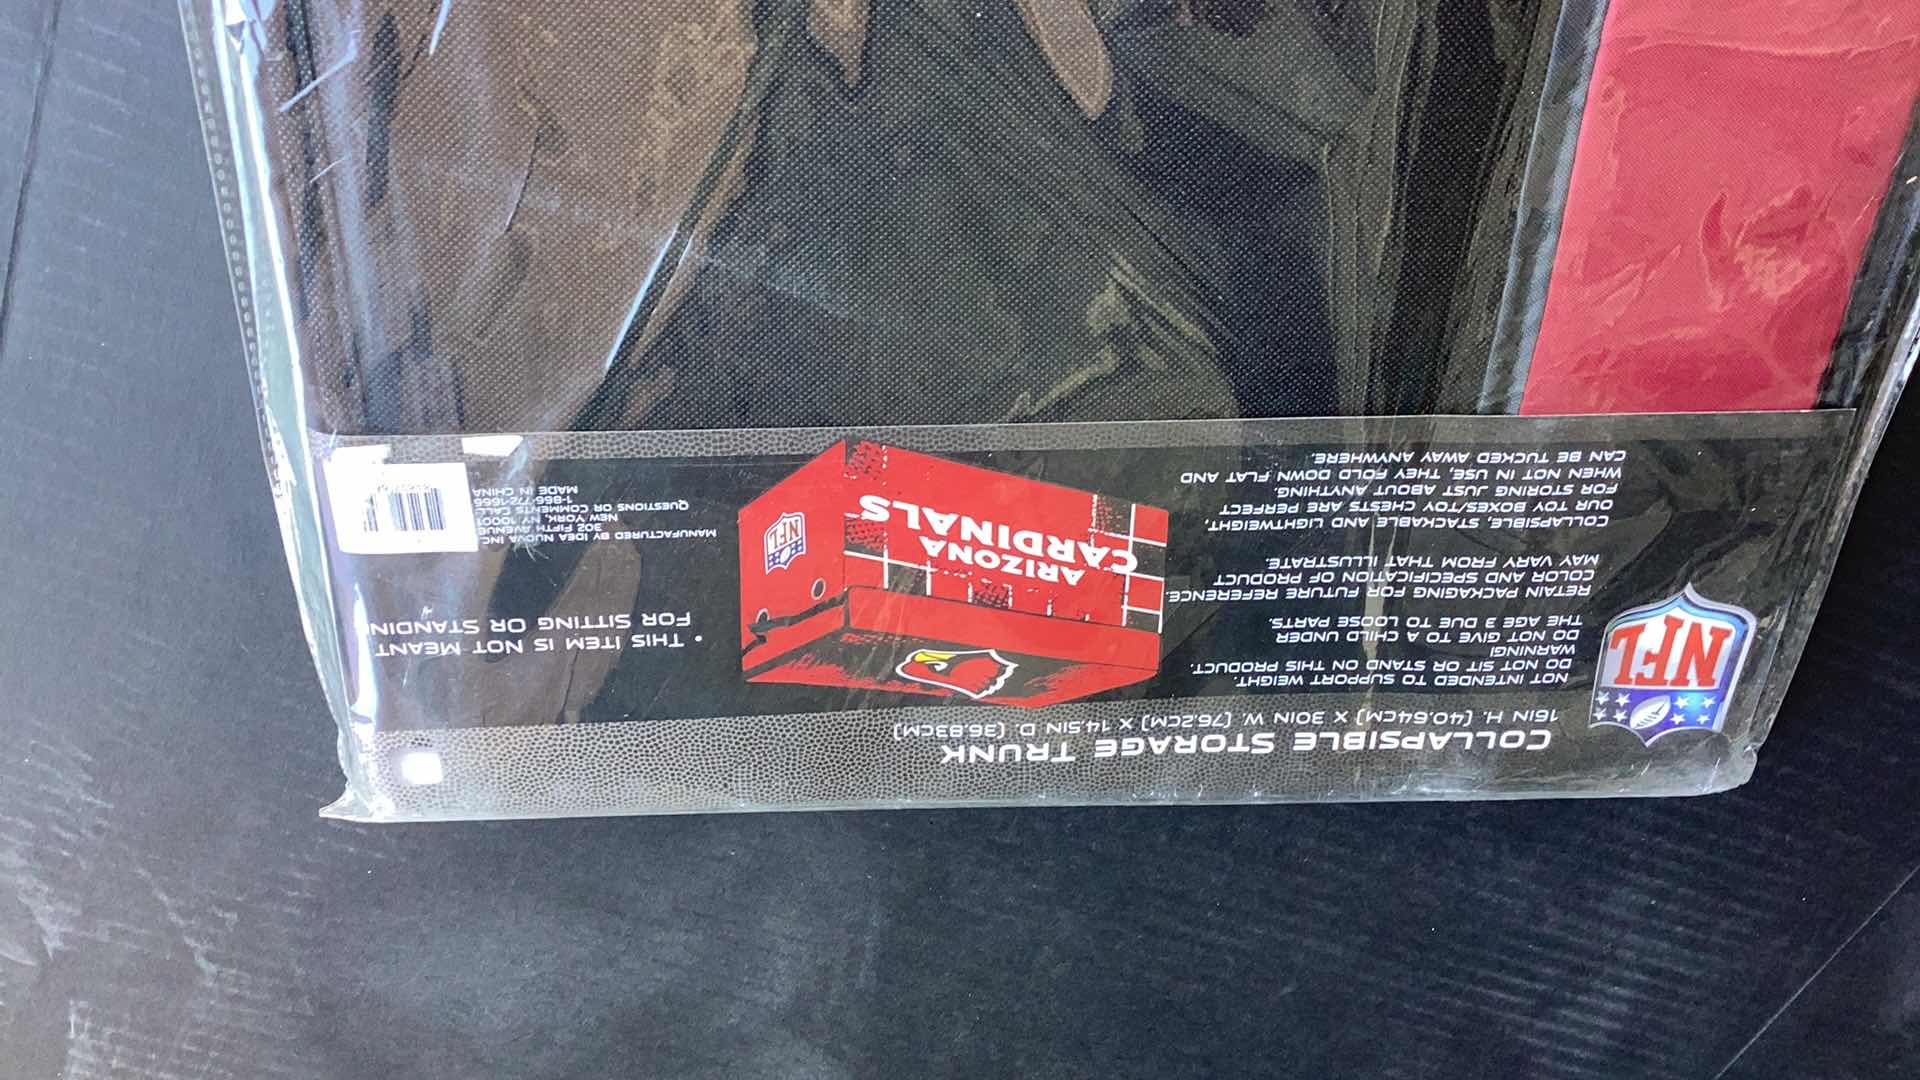 COLLAPSIBLE STORAGE TRUNK
16IN H. (40.64CM) X 30IN W. (76.2CM) X 14.5IN D. (36.83CM)
NFL
NOT INTENDED TO SUPPORT WEIGHT.
DO NOT SIT OR STAND ON THIS PRODUCT.
WARNING!
DO NOT GIVE TO A CHILD UNDER
THE AGE 3 DUE TO LOOSE PARTS.
RETAIN PACKAGING FOR FUTURE REFERENCE.
COLOR AND SPECIFICATION OF PRODUCT
MAY VARY FROM THAT ILLUSTRATE.
COLLAPSIBLE, STACKABLE AND LIGHTWEIGHT,
OUR TOY BOXES/TOY CHESTS ARE PERFECT
FOR STORING JUST ABOUT ANYTHING.
WHEN NOT IN USE, THEY FOLD DOWN FLAT AND
CAN BE TUCKED AWAY ANYWHERE.
ARIZONA
CARDINALS
NFL
• THIS ITEM IS NOT MEANT
FOR SITTING OR STANDING
MANUFACTURED BY IDEA NUOVA INC.
302 FIFTH AVENUE
NEW YORK, NY 10001
QUESTIONS OR COMMENTS CALL:
1-866-772-1666
MADE IN CHINA